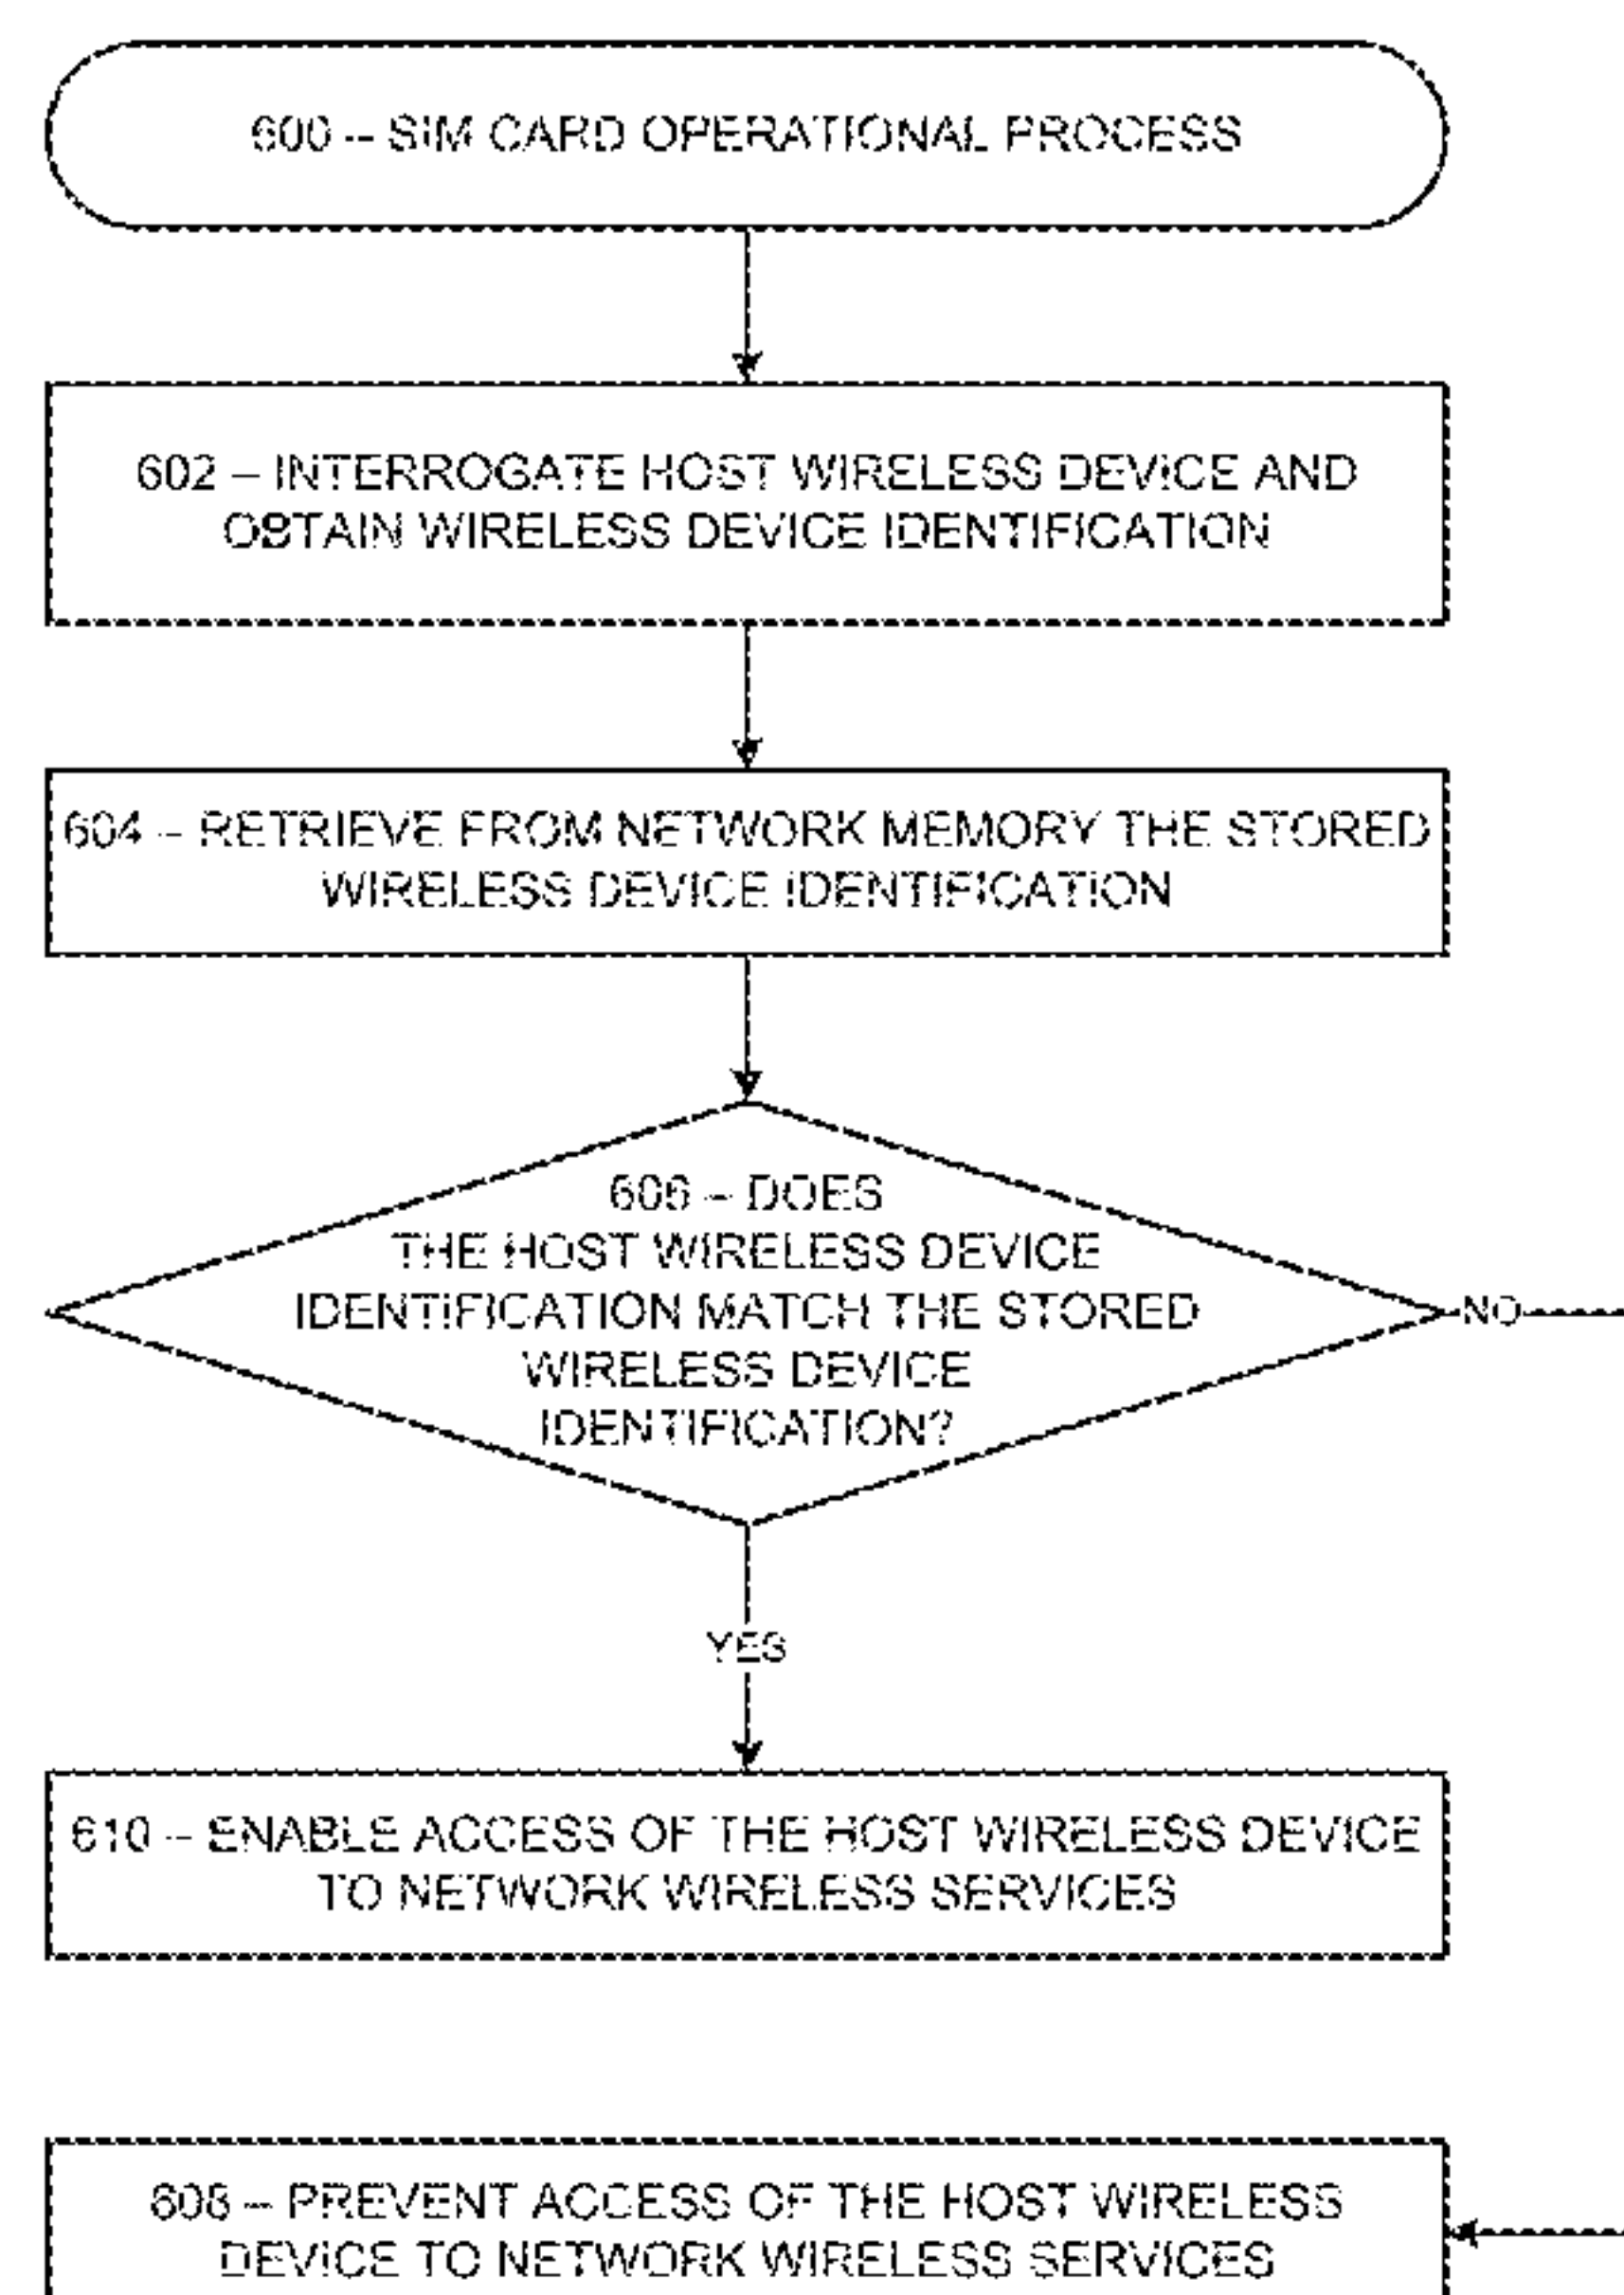 600 – SIM CARD OPERATIONAL PROCESS
602 – INTERROGATE HOST WIRELESS DEVICE AND
OBTAIN WIRELESS DEVICE IDENTIFICATION
604 – RETRIEVE FROM NETWORK MEMORY THE STORED
WIRELESS DEVICE IDENTIFICATION
606 – DOES
THE HOST WIRELESS DEVICE
IDENTIFICATION MATCH THE STORED
WIRELESS DEVICE
IDENTIFICATION?
NO
YES
610 – ENABLE ACCESS OF THE HOST WIRELESS DEVICE
TO NETWORK WIRELESS SERVICES
608 – PREVENT ACCESS OF THE HOST WIRELESS
DEVICE TO NETWORK WIRELESS SERVICES